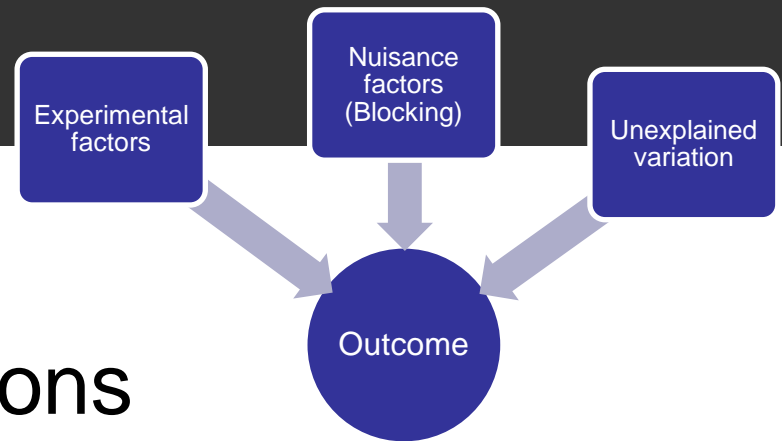 Experimental
factors
Nuisance
factors
(Blocking)
Unexplained
variation
Outcome
ons